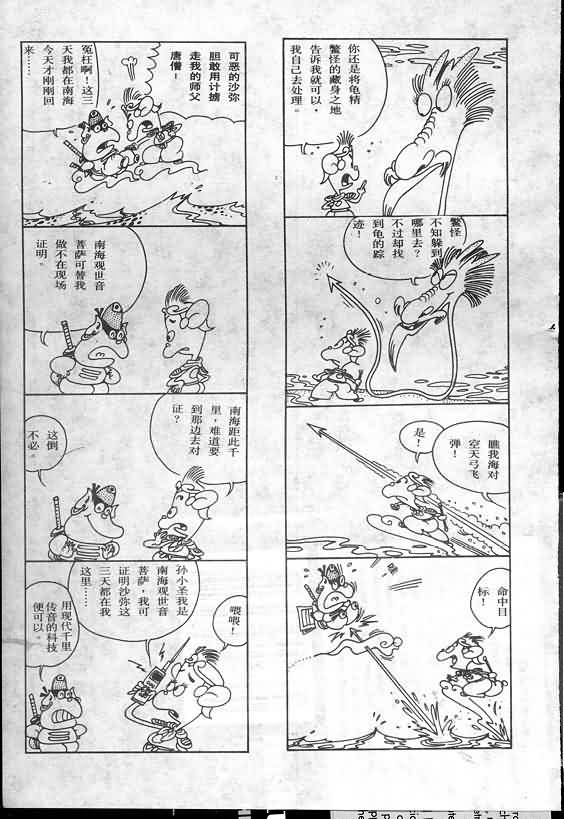 你还是将龟精
鳖怪的藏身之地
告诉我就可以，
我自己去处理。
鳖怪
不知躲到
哪里去？
不过却找
到龟的踪
迹！
瞧我海对
空天弓飞
弹！
是！
命中目
标！
可恶的沙弥
胆敢用计掳
走我的师父
唐僧！
冤枉啊！这三
天我都在南海
今天才刚刚回
来……
南海观世音
菩萨可替我
做不在现场
证明。
南海距此千
里，难道要
到那边去对
证？
这倒
不必。
喂喂！
孙小圣我是
南海观世音
菩萨，我可
证明沙弥这
三天都在我
这里……
用现代千里
传音的科技
便可以。